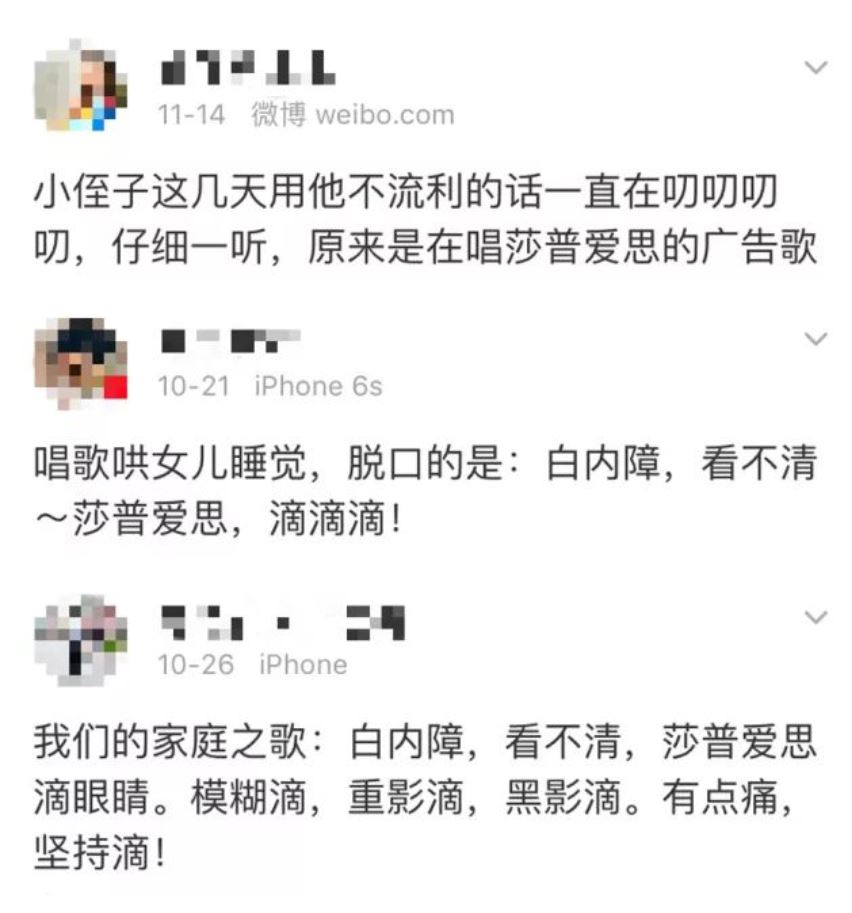 11-14 微博 weibo.com
小侄子这几天用他不流利的话一直在叨叨叨
叨，仔细一听，原来是在唱莎普爱思的广告歌
10-21 iPhone 6s
唱歌哄女儿睡觉，脱口的是：白内障，看不清
～莎普爱思，滴滴滴！
10-26 iPhone
我们的家庭之歌：白内障，看不清，莎普爱思
滴眼睛。模糊滴，重影滴，黑影滴。有点痛，
坚持滴！